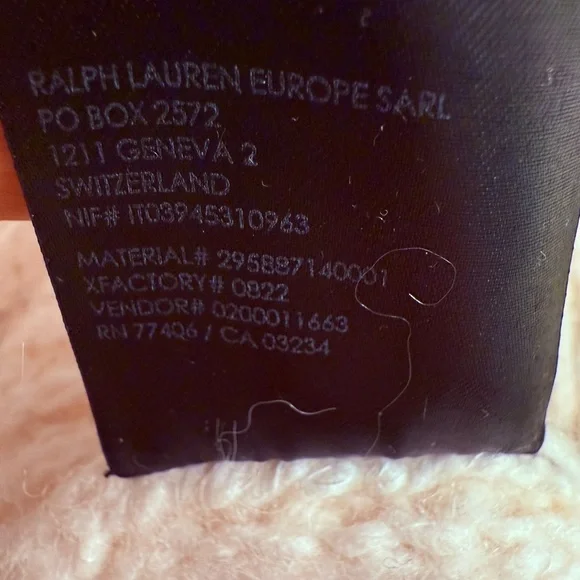 RALPH LAUREN EUROPE SARL
PO BOX 2572
1211 GENEVA 2
SWITZERLAND
NIF# IT03945310963
MATERIAL# 295887140001
XFACTORY# 0822
VENDOR# 0200011663
RN 77406 / CA 03234